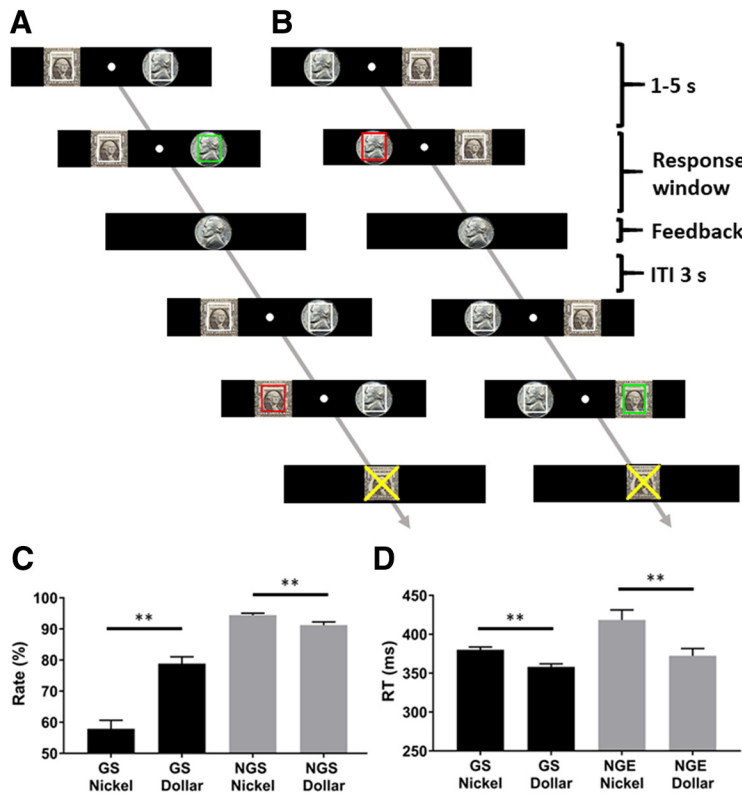 A
B
1-5 s
Response
window
Feedback
ITI 3 s
C
Rate (%)
100
90
80
70
60
50
**
**
GS
Nickel
GS
Dollar
NGS
Nickel
NGS
Dollar
D
RT (ms)
450
400
350
300
250
**
**
GS
Nickel
GS
Dollar
NGE
Nickel
NGE
Dollar